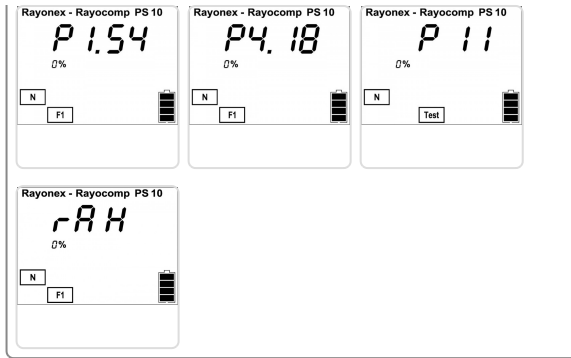 Rayonex - Rayocomp PS 10
P 1.54
0%
N
F1
Rayonex - Rayocomp PS 10
P4. 18
0%
N
F1
Rayonex - Rayocomp PS 10
P 11
0%
N
Test
Rayonex - Rayocomp PS 10
rAH
0%
N
F1